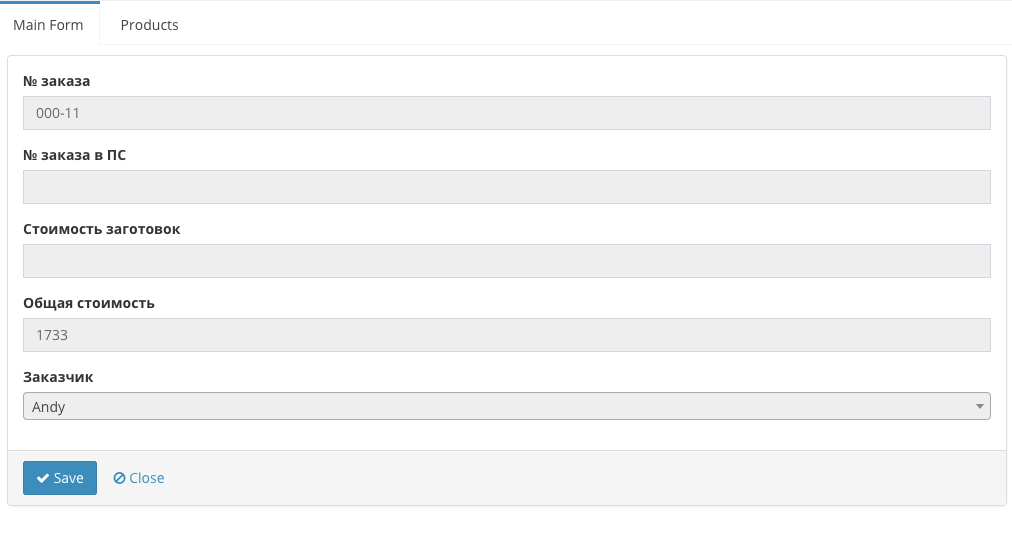 Main Form
Products
№ заказа
000-11
№ заказа в ПС
Стоимость заготовок
Общая стоимость
1733
Заказчик
Andy
Save
Close